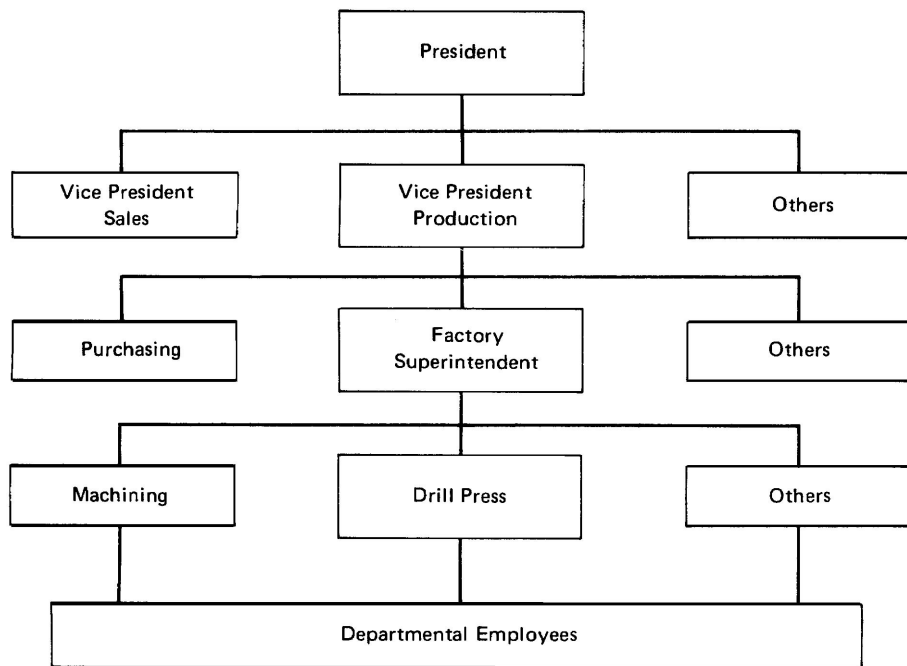 President
Vice President
Sales
Vice President
Production
Others
Purchasing
Factory
Superintendent
Others
Machining
Drill Press
Others
Departmental Employees